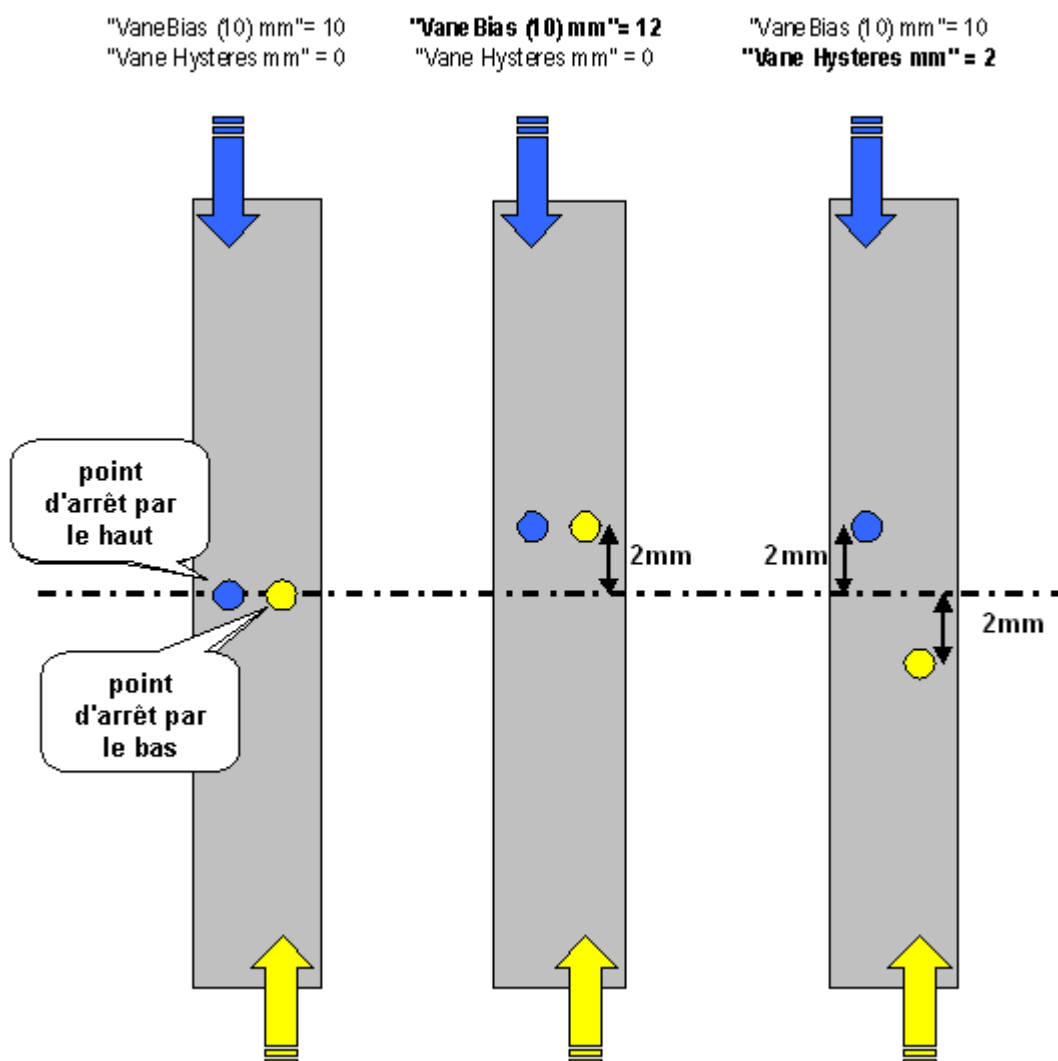 "VaneBias (10) mm"= 10
"Vane Hysteres mm" = 0
"Vane Bias (10) mm"= 12
"Vane Hysteres mm" = 0
"VaneBias (10) mm"= 10
"Vane Hysteres mm" = 2
point
d'arrêt par
le haut
2mm
2mm
2mm
point
d'arrêt par
le bas